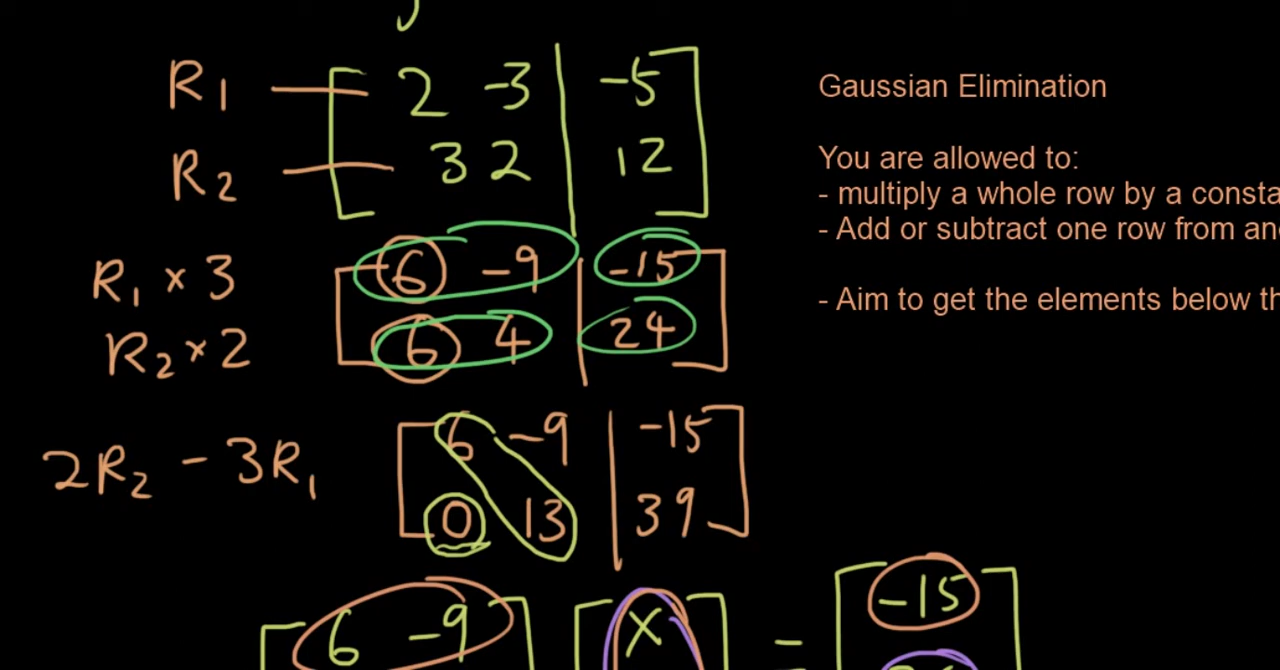 R1 2 -3 -5
R2 3 2 12
R1 × 3 6 -9 -15
R2 × 2 6 4 24
2R2 - 3R1 6 -9 -15
0 13 39
6 -9 x = -15
Gaussian Elimination
You are allowed to:
- multiply a whole row by a consta
- Add or subtract one row from an
- Aim to get the elements below th